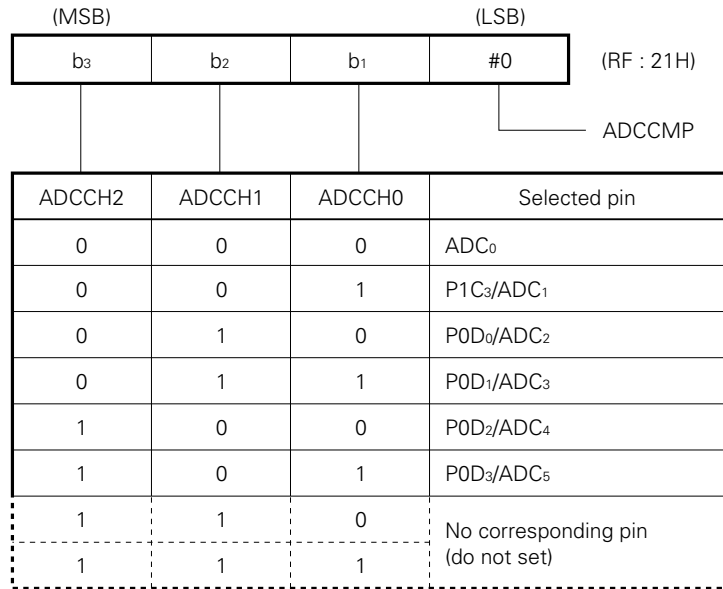 (MSB) (LSB)
b₃ b₂ b₁ #0 (RF : 21H)
ADCCMP
ADCCH2 ADCCH1 ADCCH0 Selected pin
0 0 0 ADC₀
0 0 1 P1C₃/ADC₁
0 1 0 P0D₀/ADC₂
0 1 1 P0D₁/ADC₃
1 0 0 P0D₂/ADC₄
1 0 1 P0D₃/ADC₅
1 1 0 No corresponding pin
1 1 1 (do not set)